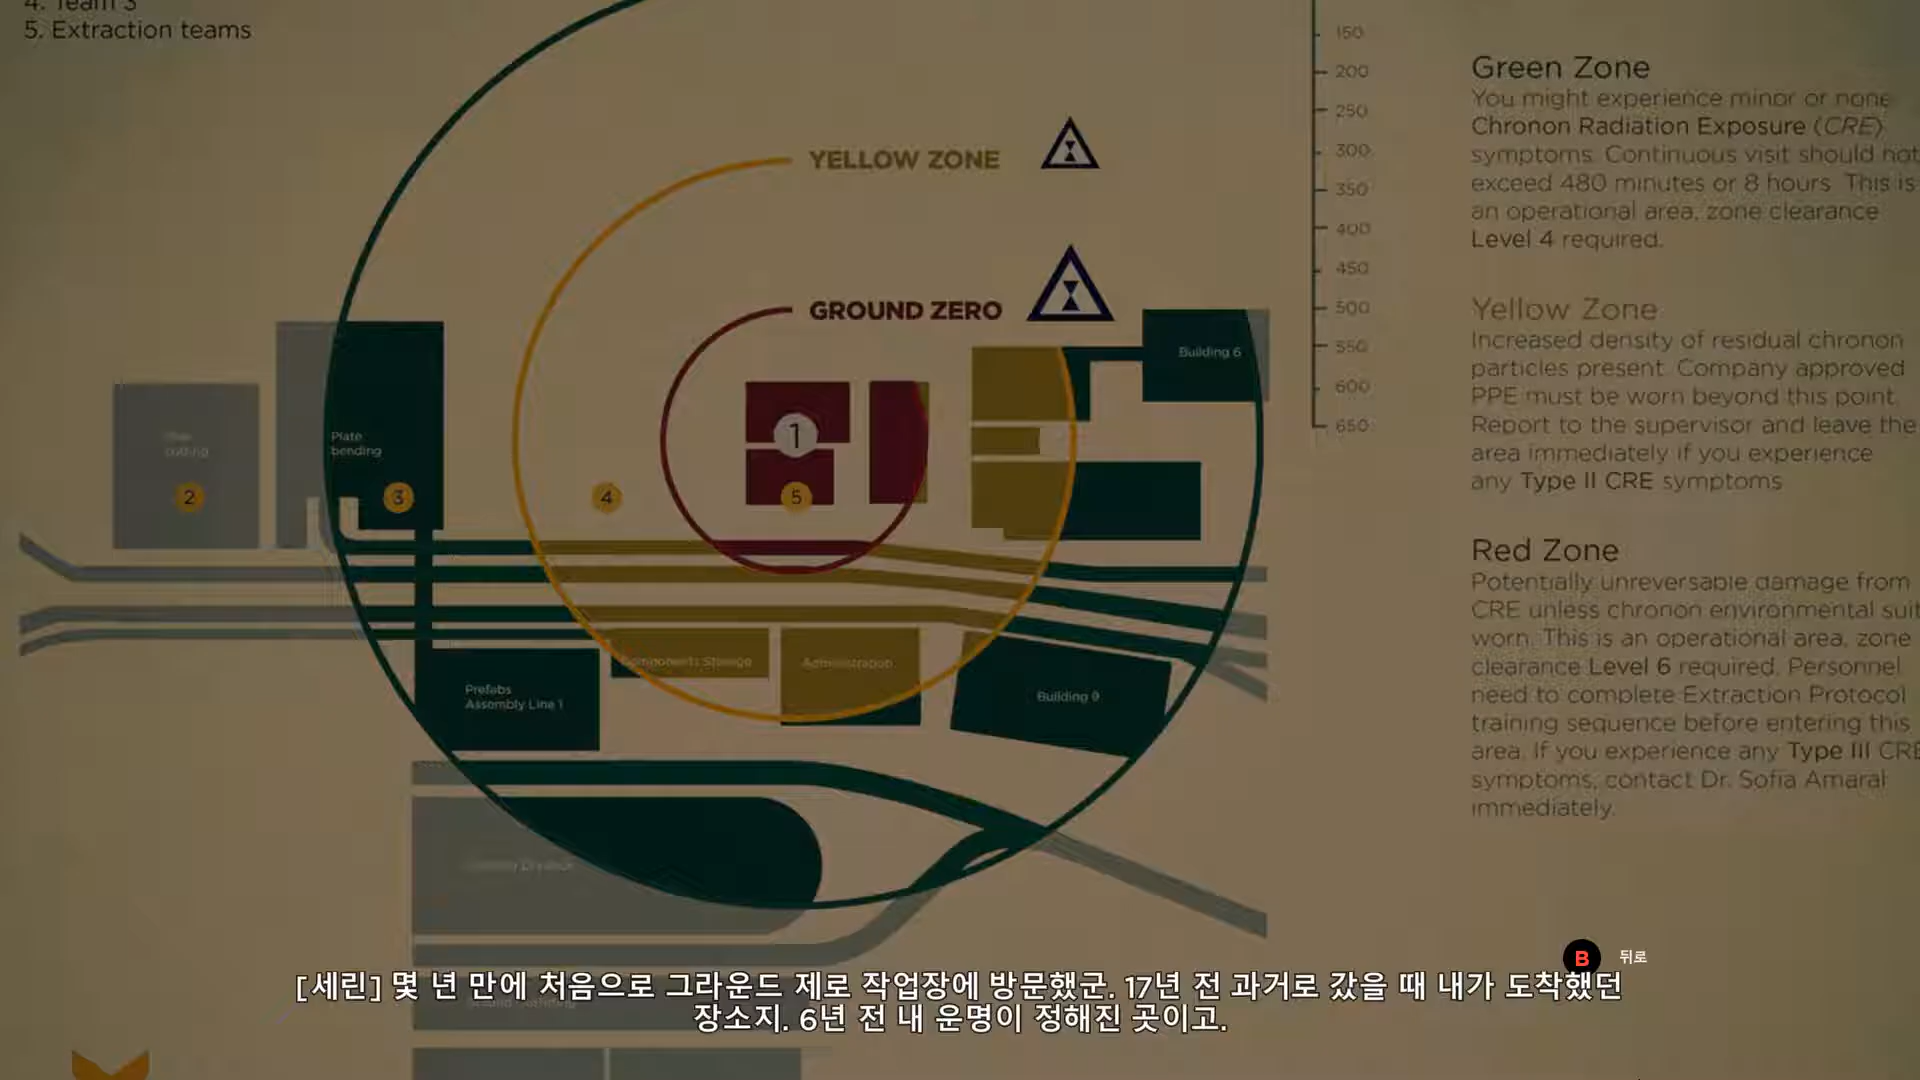 4. Team 3
5. Extraction teams
150
200
250
300
350
400
450
500
550
600
650
YELLOW ZONE
GROUND ZERO
Building 6
1
Plate
bending
2
3
4
5
Components Storage
Administration
Prefabs
Assembly Line 1
Building 9
Green Zone
You might experience minor or none
Chronon Radiation Exposure (CRE)
symptoms. Continuous visit should not
exceed 480 minutes or 8 hours. This is
an operational area, zone clearance
Level 4 required.
Yellow Zone
Increased density of residual chronon
particles present. Company approved
PPE must be worn beyond this point.
Report to the supervisor and leave the
area immediately if you experience
any Type II CRE symptoms
Red Zone
Potentially unreversable damage from
CRE unless chronon environmental suit
worn. This is an operational area, zone
clearance Level 6 required. Personnel
need to complete Extraction Protocol
training sequence before entering this
area. If you experience any Type III CRE
symptoms, contact Dr. Sofia Amaral
immediately.
B 뒤로
[세린] 몇 년 만에 처음으로 그라운드 제로 작업장에 방문했군. 17년 전 과거로 갔을 때 내가 도착했던
장소지. 6년 전 내 운명이 정해진 곳이고.